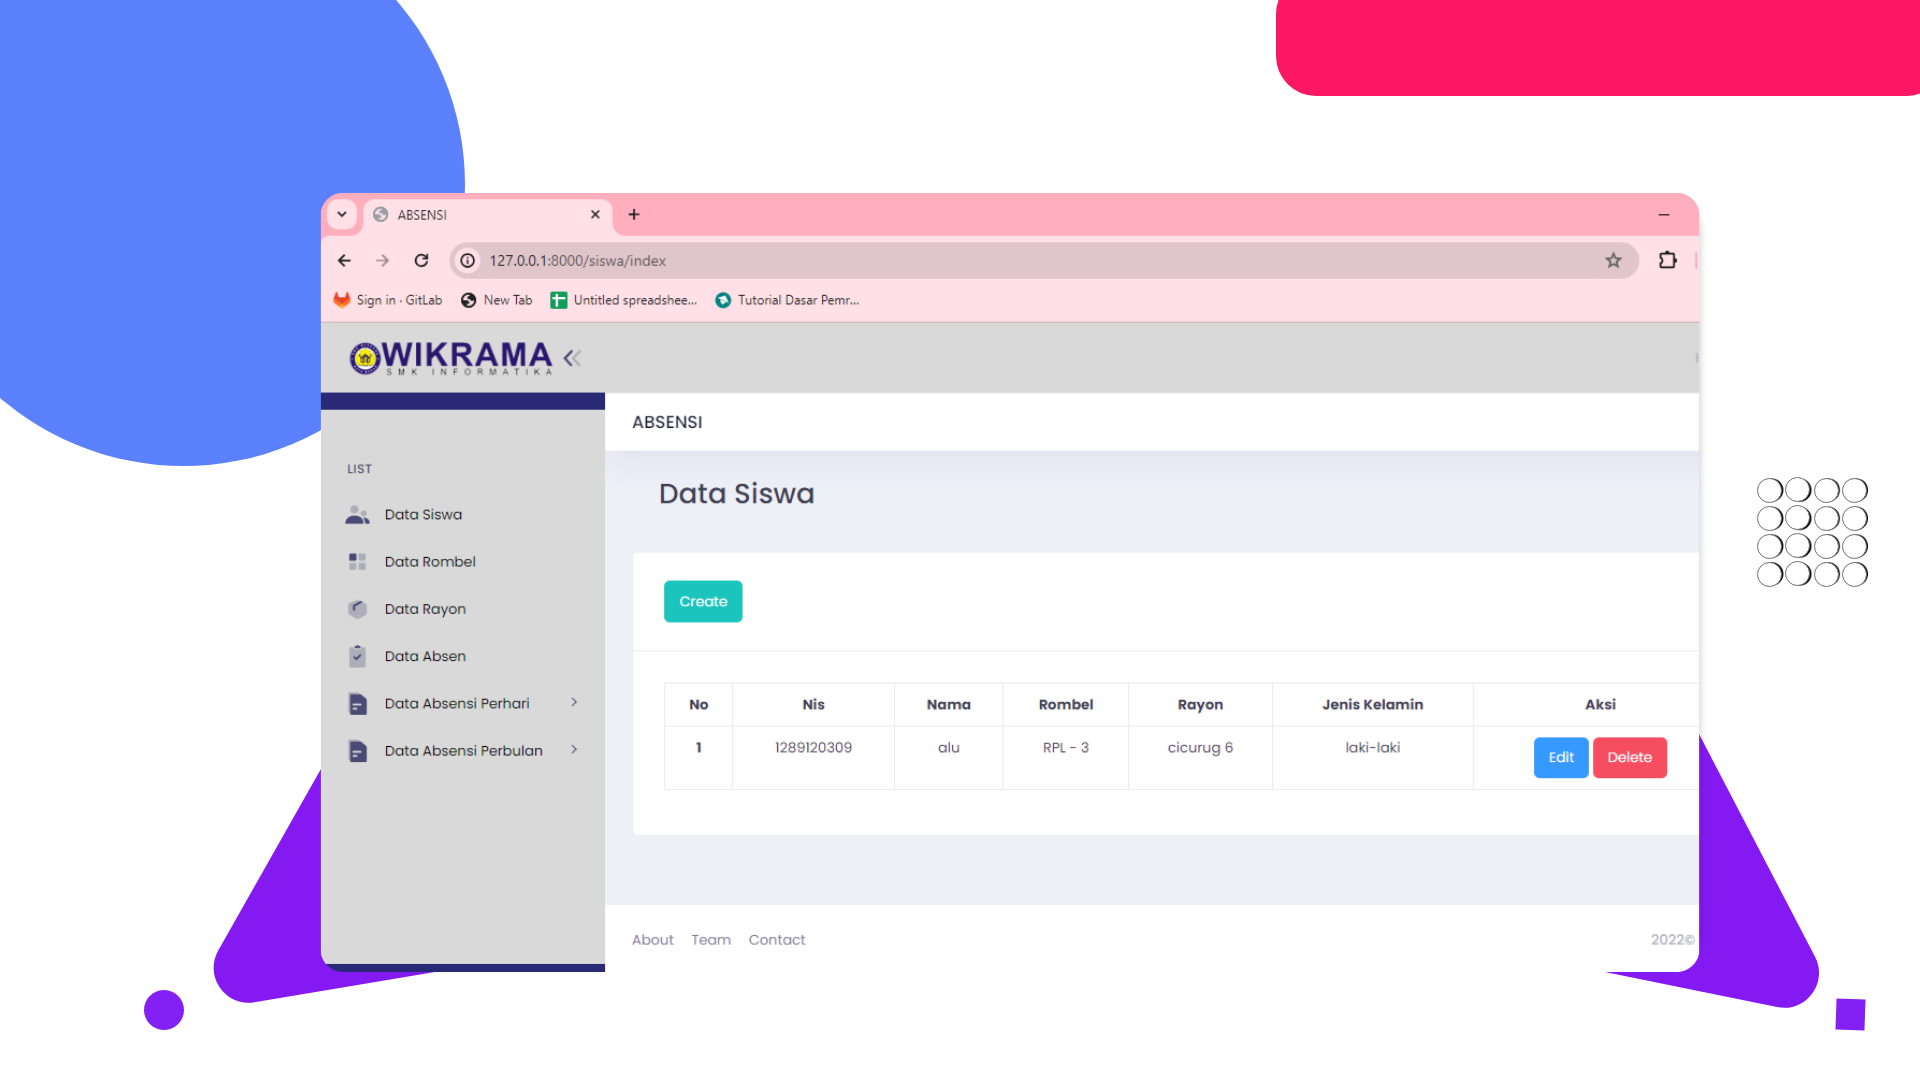 ABSENSI
127.0.0.1:8000/siswa/index
Sign in · GitLab New Tab Untitled spreadshee... Tutorial Dasar Pemr...
WIKRAMA
SMK INFORMATIKA
ABSENSI
LIST
Data Siswa
Data Rombel
Data Rayon
Data Absen
Data Absensi Perhari
Data Absensi Perbulan
Data Siswa
Create
No Nis Nama Rombel Rayon Jenis Kelamin Aksi
1 1289120309 alu RPL - 3 cicurug 6 laki-laki Edit Delete
About Team Contact 2022©